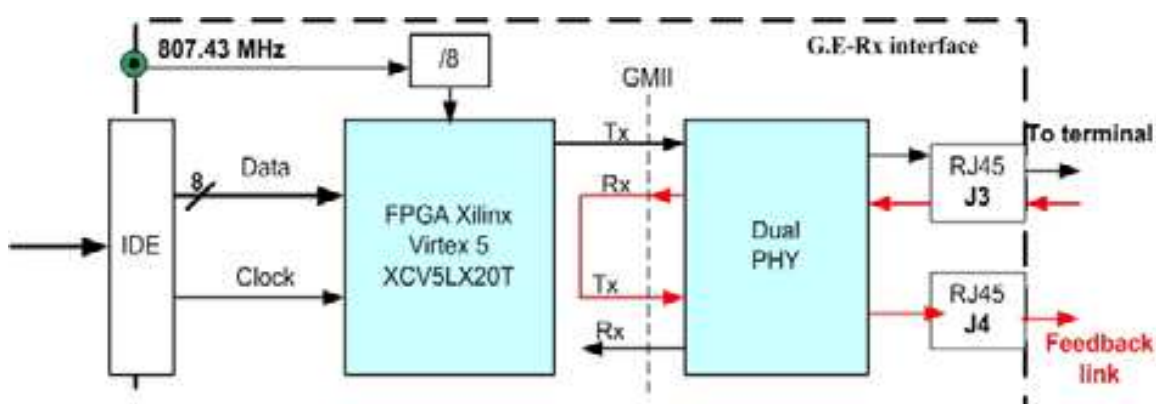 807.43 MHz
/8
G.E-Rx interface
GMII
Tx
To terminal
8
Data
Rx
RJ45
J3
IDE
FPGA Xilinx
Virtex 5
XCV5LX20T
Dual
PHY
Clock
Tx
RJ45
J4
Rx
Feedback
link